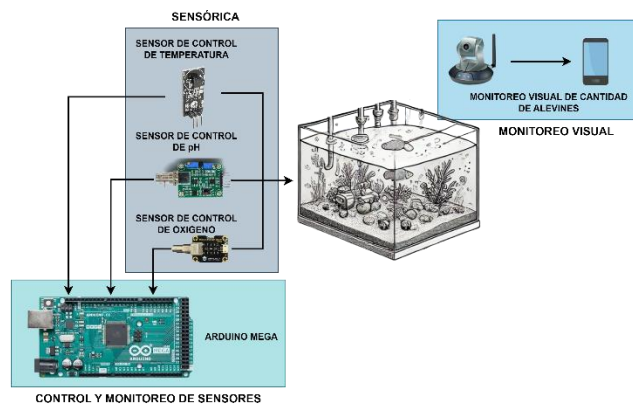 SENSÓRICA
SENSOR DE CONTROL
DE TEMPERATURA
SENSOR DE CONTROL
DE pH
SENSOR DE CONTROL
DE OXIGENO
MONITOREO VISUAL DE CANTIDAD
DE ALEVINES
MONITOREO VISUAL
ARDUINO MEGA
CONTROL Y MONITOREO DE SENSORES